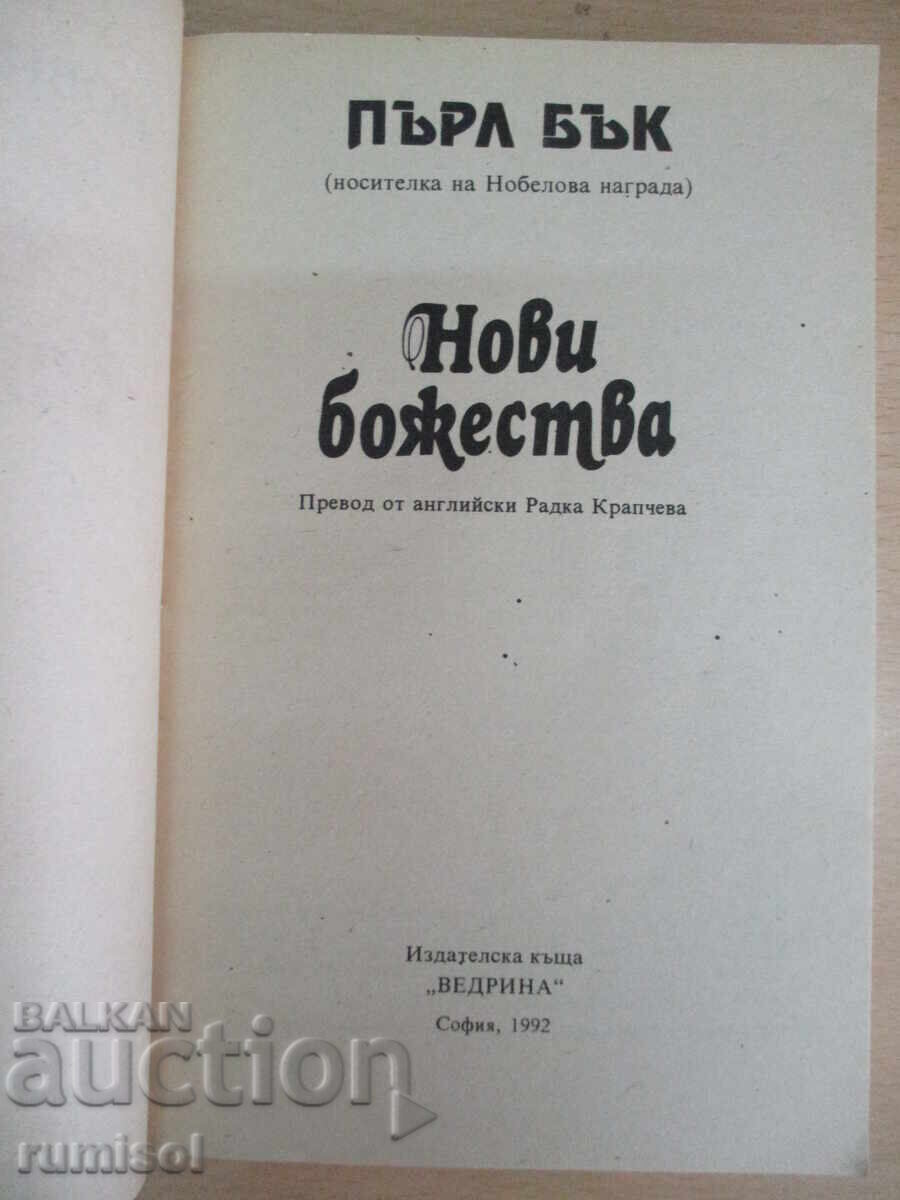 ПЪРЛ БЪК
(носителка на Нобелова награда)
Нови
божества
Превод от английски Радка Крапчева
Издателска къща
„ВЕДРИНА“
София, 1992
BALKAN
auction
rumisol